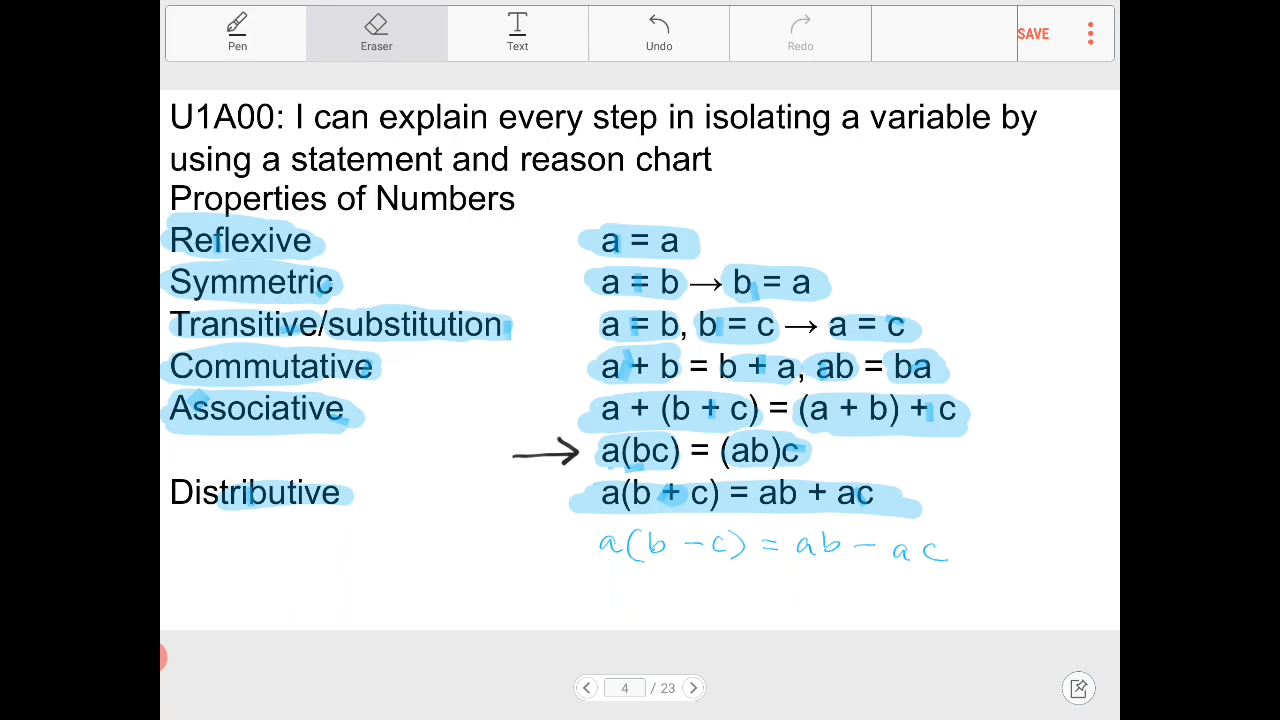 Pen Eraser Text Undo Redo SAVE
U1A00: I can explain every step in isolating a variable by
using a statement and reason chart
Properties of Numbers
Reflexive a = a
Symmetric a = b → b = a
Transitive/substitution a = b, b = c → a = c
Commutative a + b = b + a, ab = ba
Associative a + (b + c) = (a + b) + c
→ a(bc) = (ab)c
Distributive a(b + c) = ab + ac
a(b - c) = ab - ac
4 / 23